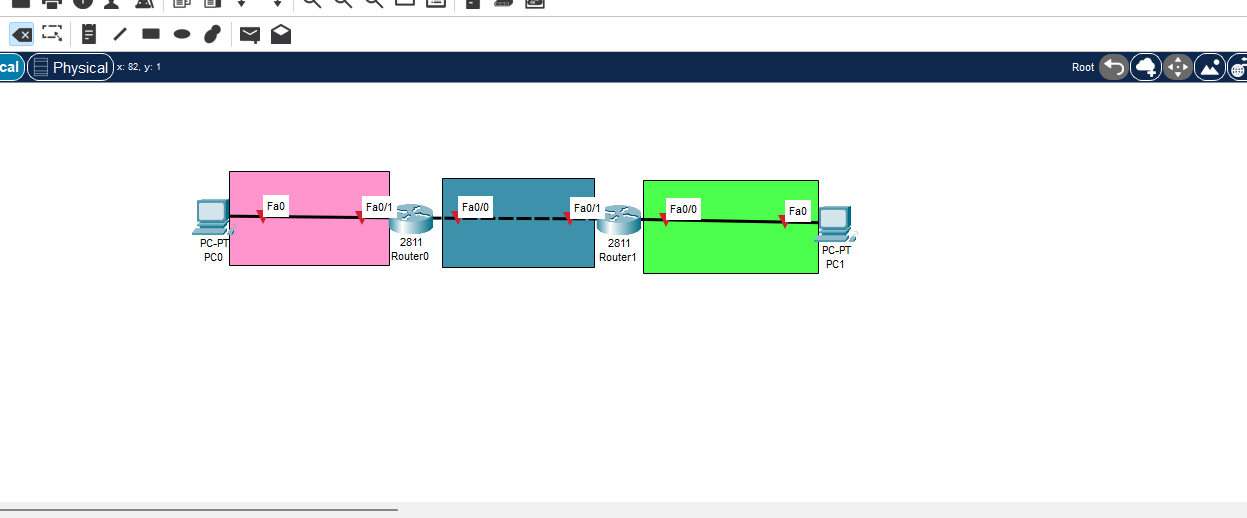 cal Physical x: 82, y: 1 Root
Fa0 Fa0/1 Fa0/0 Fa0/1 Fa0/0 Fa0
PC-PT 2811 2811 PC-PT
PC0 Router0 Router1 PC1